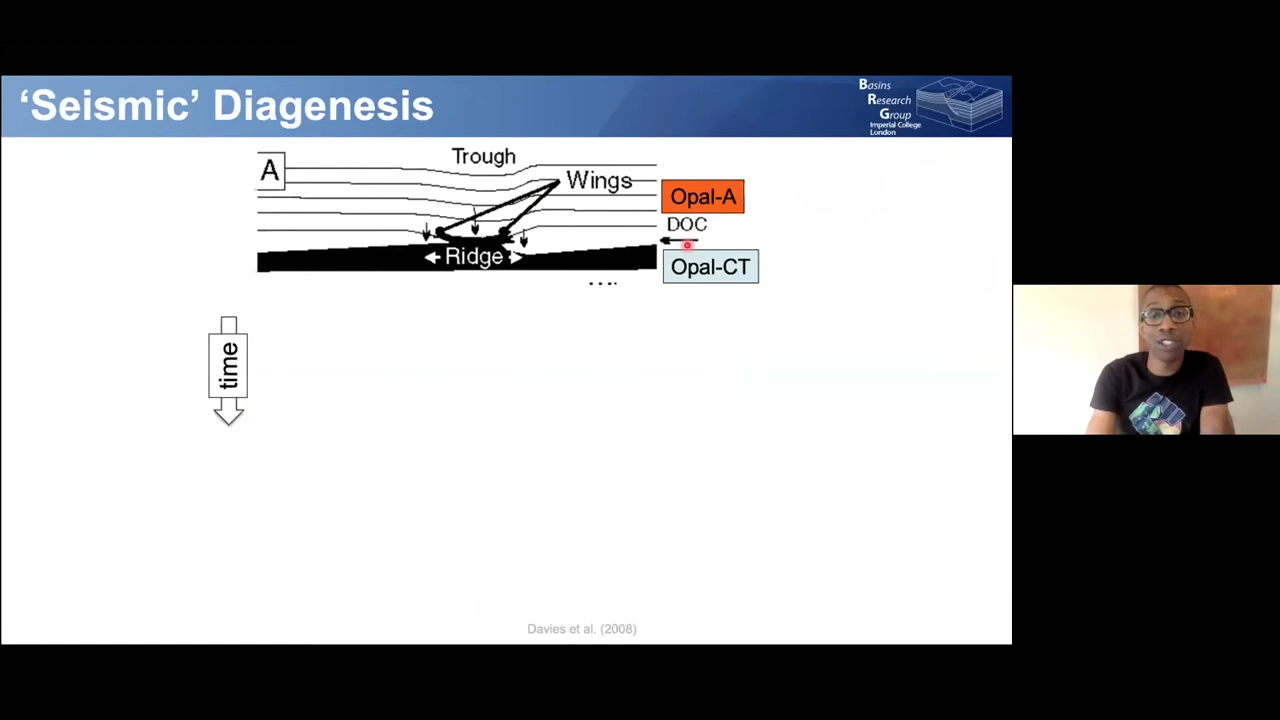 ‘Seismic’ Diagenesis
Basins
Research
Group
Imperial College
London
A
Trough
Wings
Opal-A
DOC
Ridge
Opal-CT
time
Davies et al. (2008)